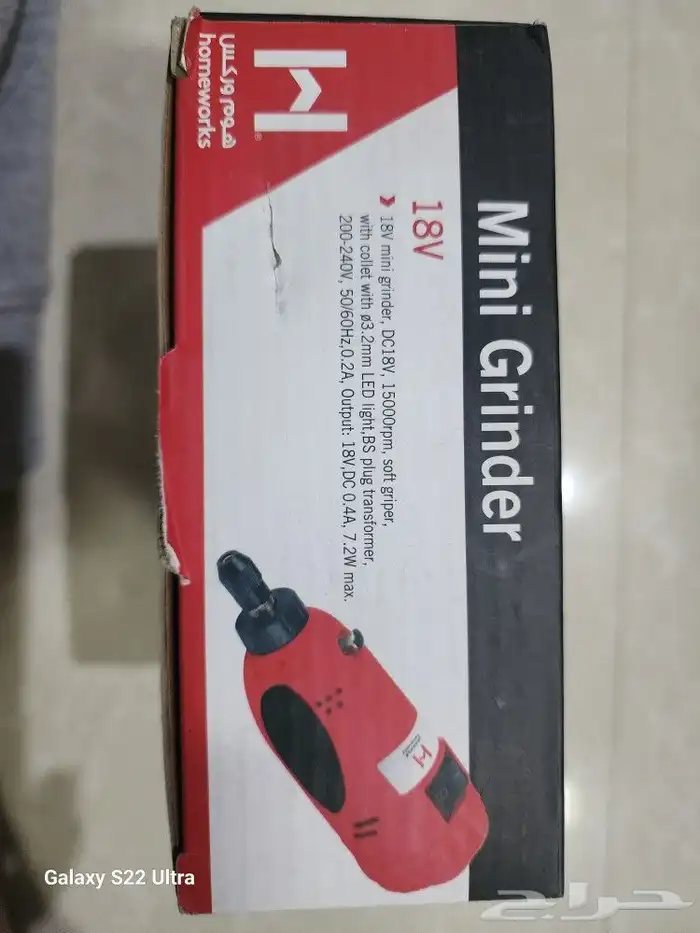 هوم وركس
homeworks
Mini Grinder
18V
18V mini grinder, DC18V, 15000rpm, soft griper,
with collet with ø3.2mm LED light,BS plug transformer,
200-240V, 50/60Hz,0.2A, Output: 18V,DC 0.4A, 7.2W max.
Galaxy S22 Ultra
حراج